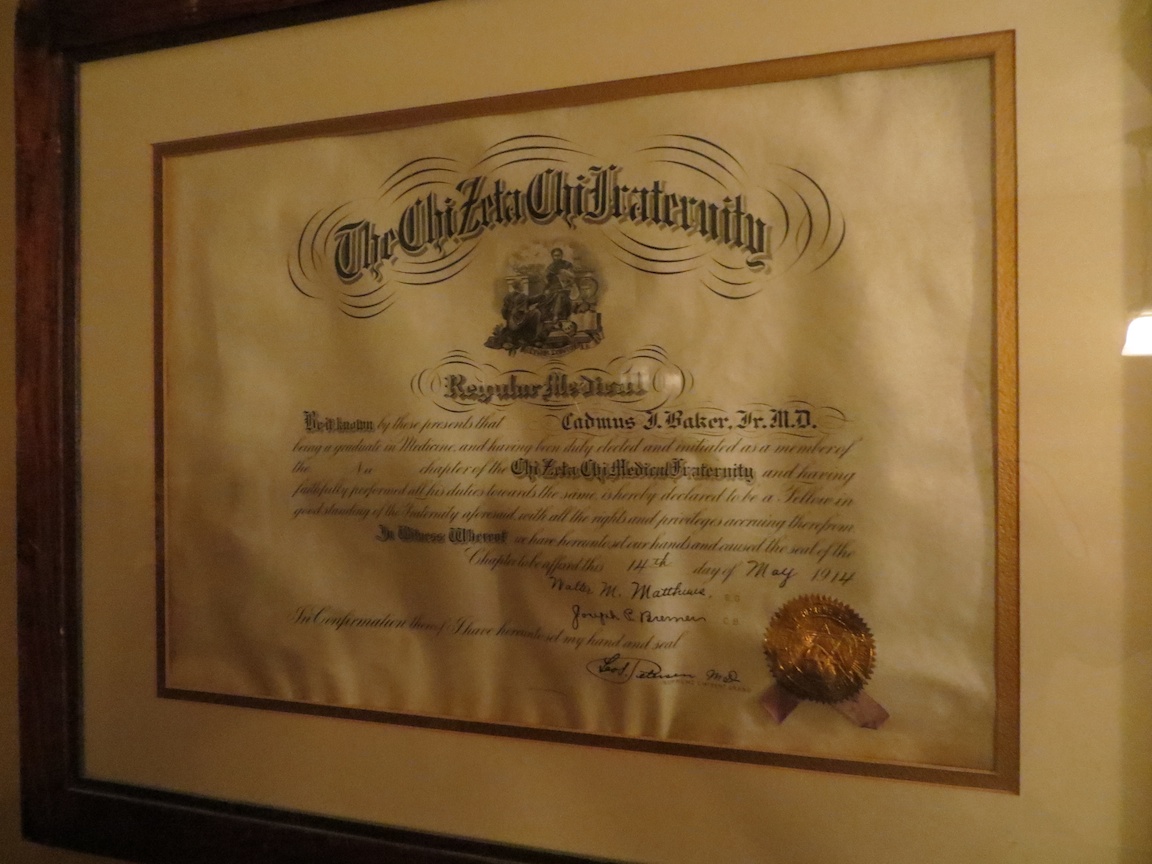 The Chi Zeta Chi Fraternity
Regular Medical
Be it known by these presents that Cadmus J. Baker, Jr. M.D.
being a graduate in Medicine, and having been duly elected and initiated as a member of
the Nu chapter of the Chi Zeta Chi Medical Fraternity and having
faithfully preformed all his duties towards the same, is hereby declared to be a Fellow in
good standing of the Fraternity aforesaid, with all the rights and privileges accruing therefrom
In Witness Whereof we have hereunto set our hands and caused the seal of the
Chapter to be affixed this 14th day of May 1914
Walter M. Matthews.
Joseph P. Bremen
In Confirmation thereof I have hereunto set my hand and seal
Petersen M.D.